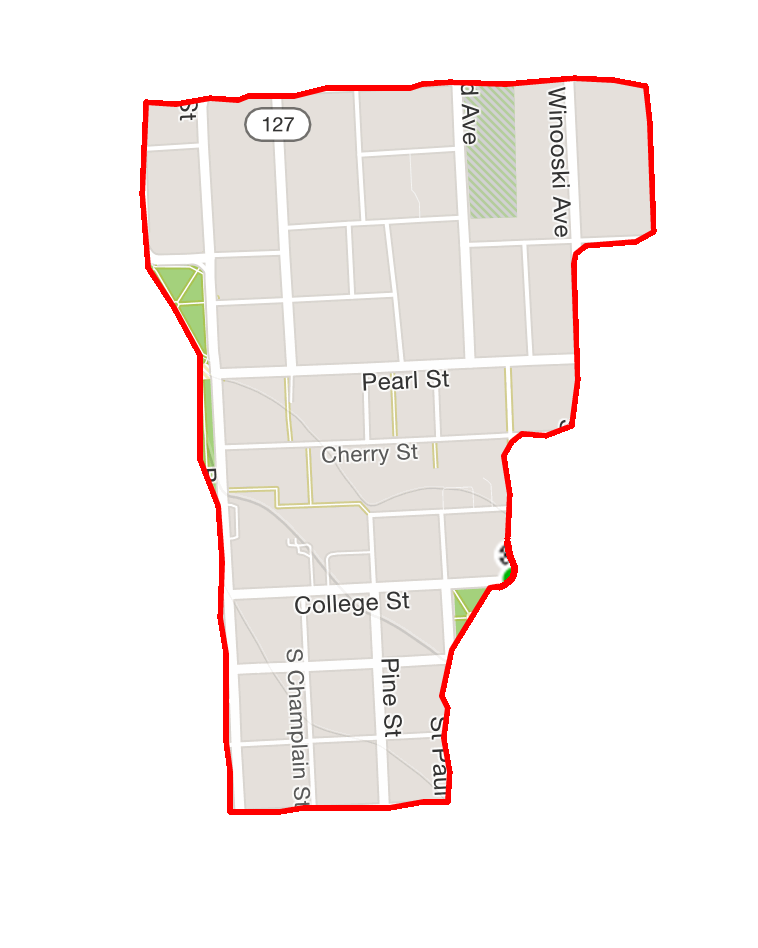 St
127
d Ave
Winooski Ave
Pearl St
Cherry St
College St
S Champlain St
Pine St
St Paul